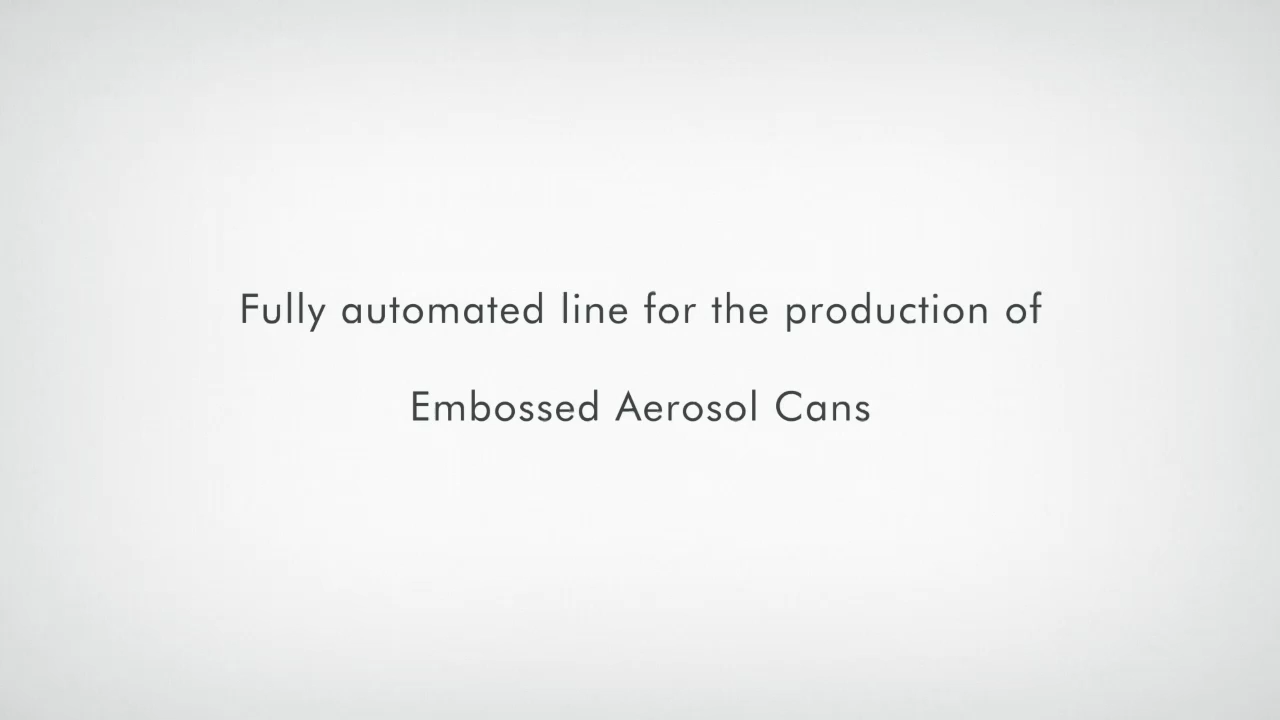 Fully automated line for the production of
Embossed Aerosol Cans